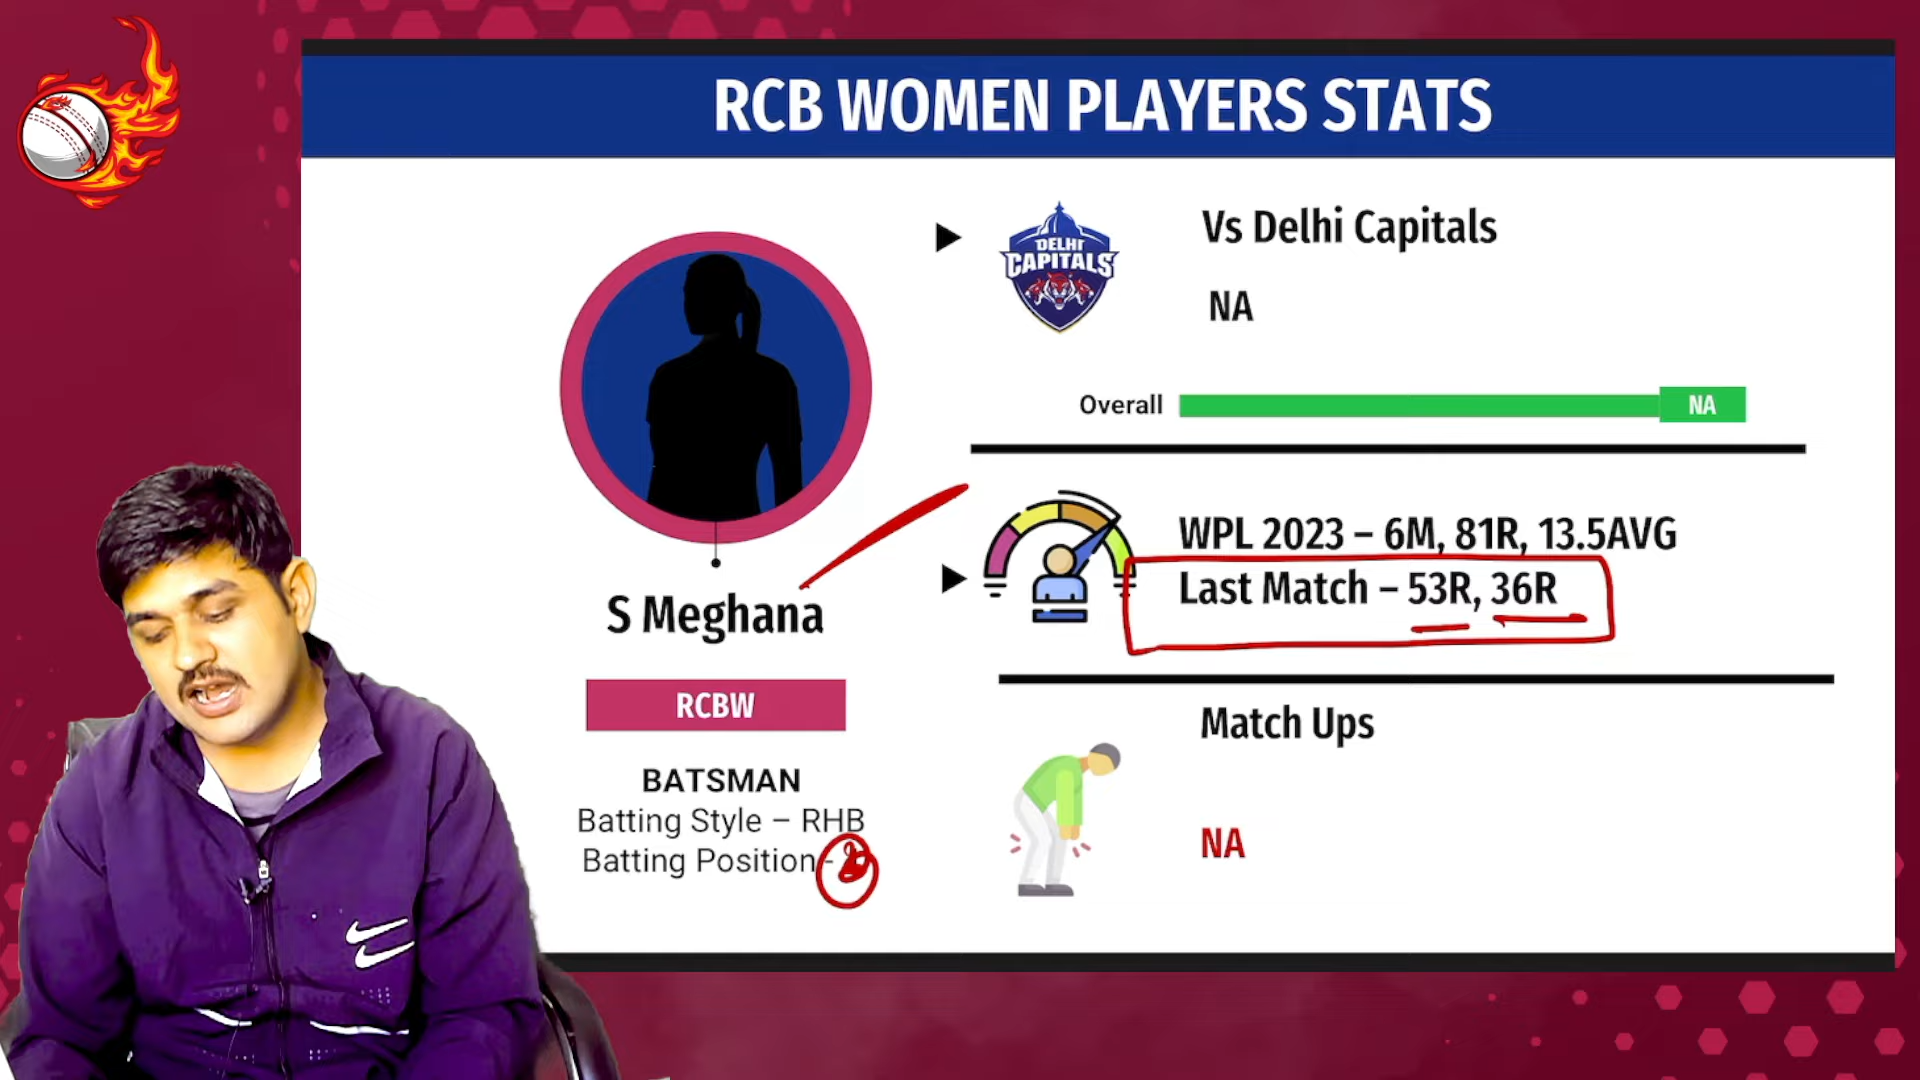 RCB WOMEN PLAYERS STATS
DELHI
CAPITALS
Vs Delhi Capitals
NA
Overall
NA
WPL 2023 – 6M, 81R, 13.5AVG
Last Match – 53R, 36R
S Meghana
RCBW
BATSMAN
Batting Style – RHB
Batting Position -
Match Ups
NA